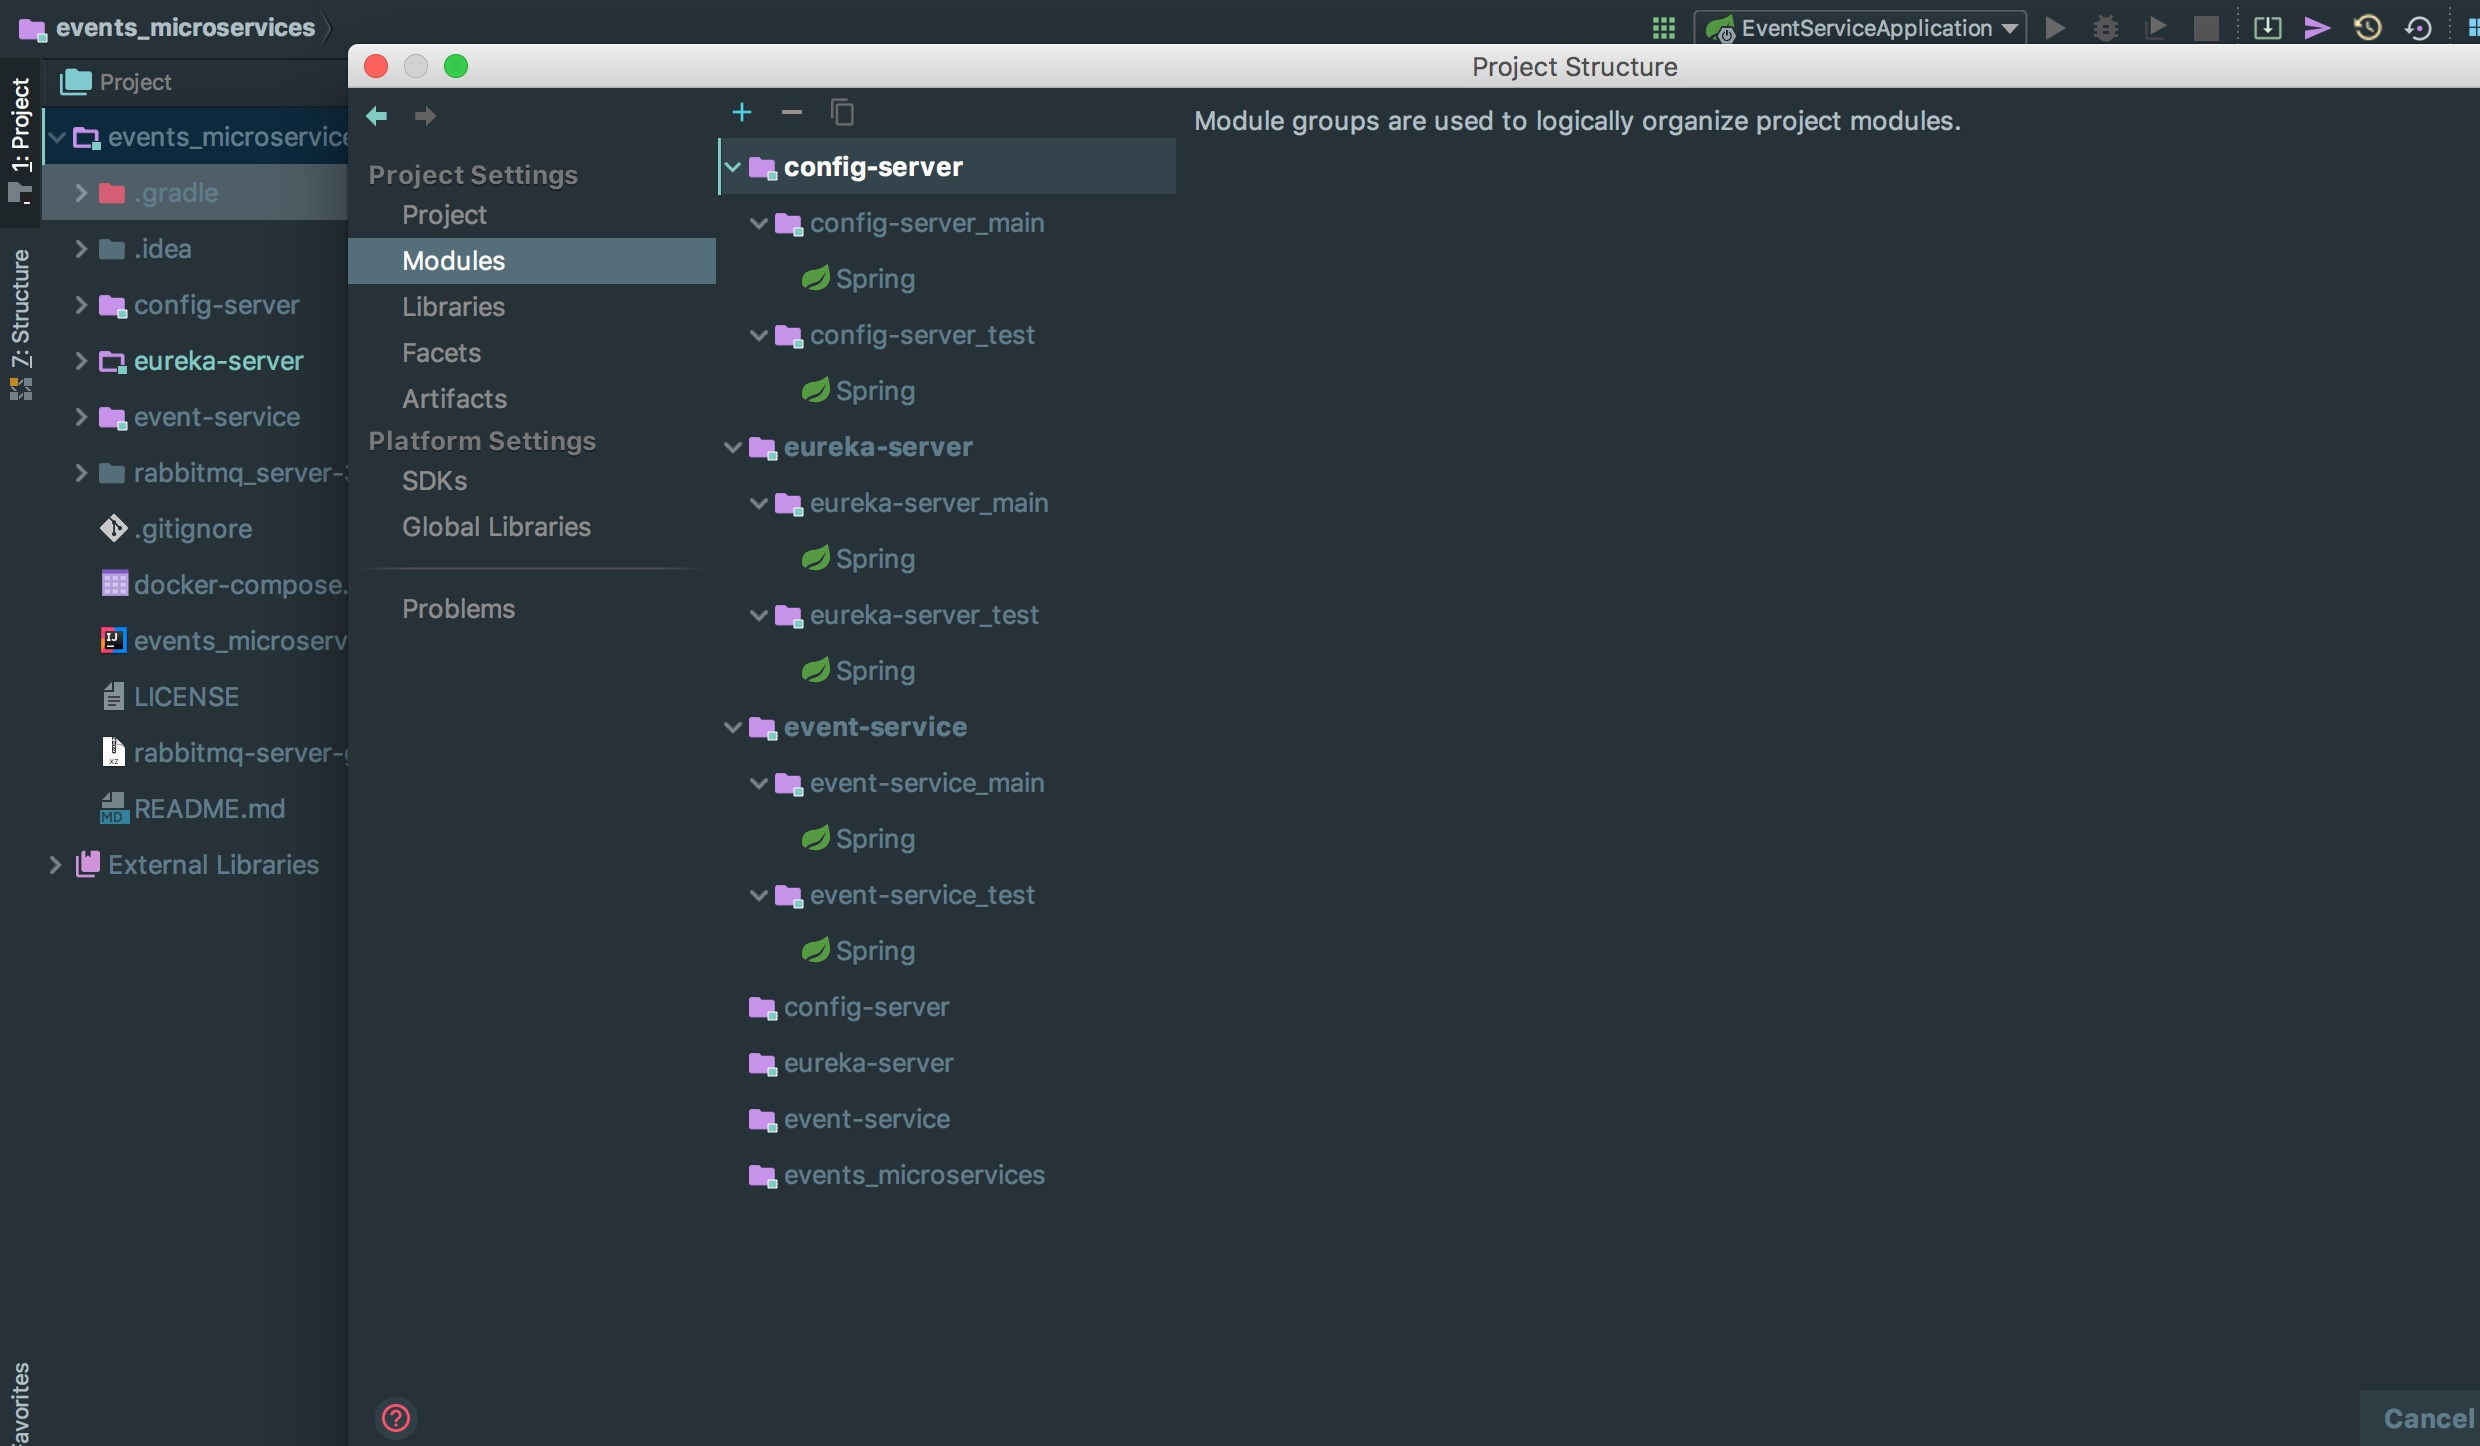 events_microservices
EventServiceApplication
Project Structure
1: Project
7: Structure
Project
events_microservice
.gradle
.idea
config-server
eureka-server
event-service
rabbitmq_server-
.gitignore
docker-compose.
events_microserv
LICENSE
rabbitmq-server-
README.md
External Libraries
Project Settings
Project
Modules
Libraries
Facets
Artifacts
Platform Settings
SDKs
Global Libraries
Problems
config-server
config-server_main
Spring
config-server_test
Spring
eureka-server
eureka-server_main
Spring
eureka-server_test
Spring
event-service
event-service_main
Spring
event-service_test
Spring
config-server
eureka-server
event-service
events_microservices
Module groups are used to logically organize project modules.
avorites
?
Cancel